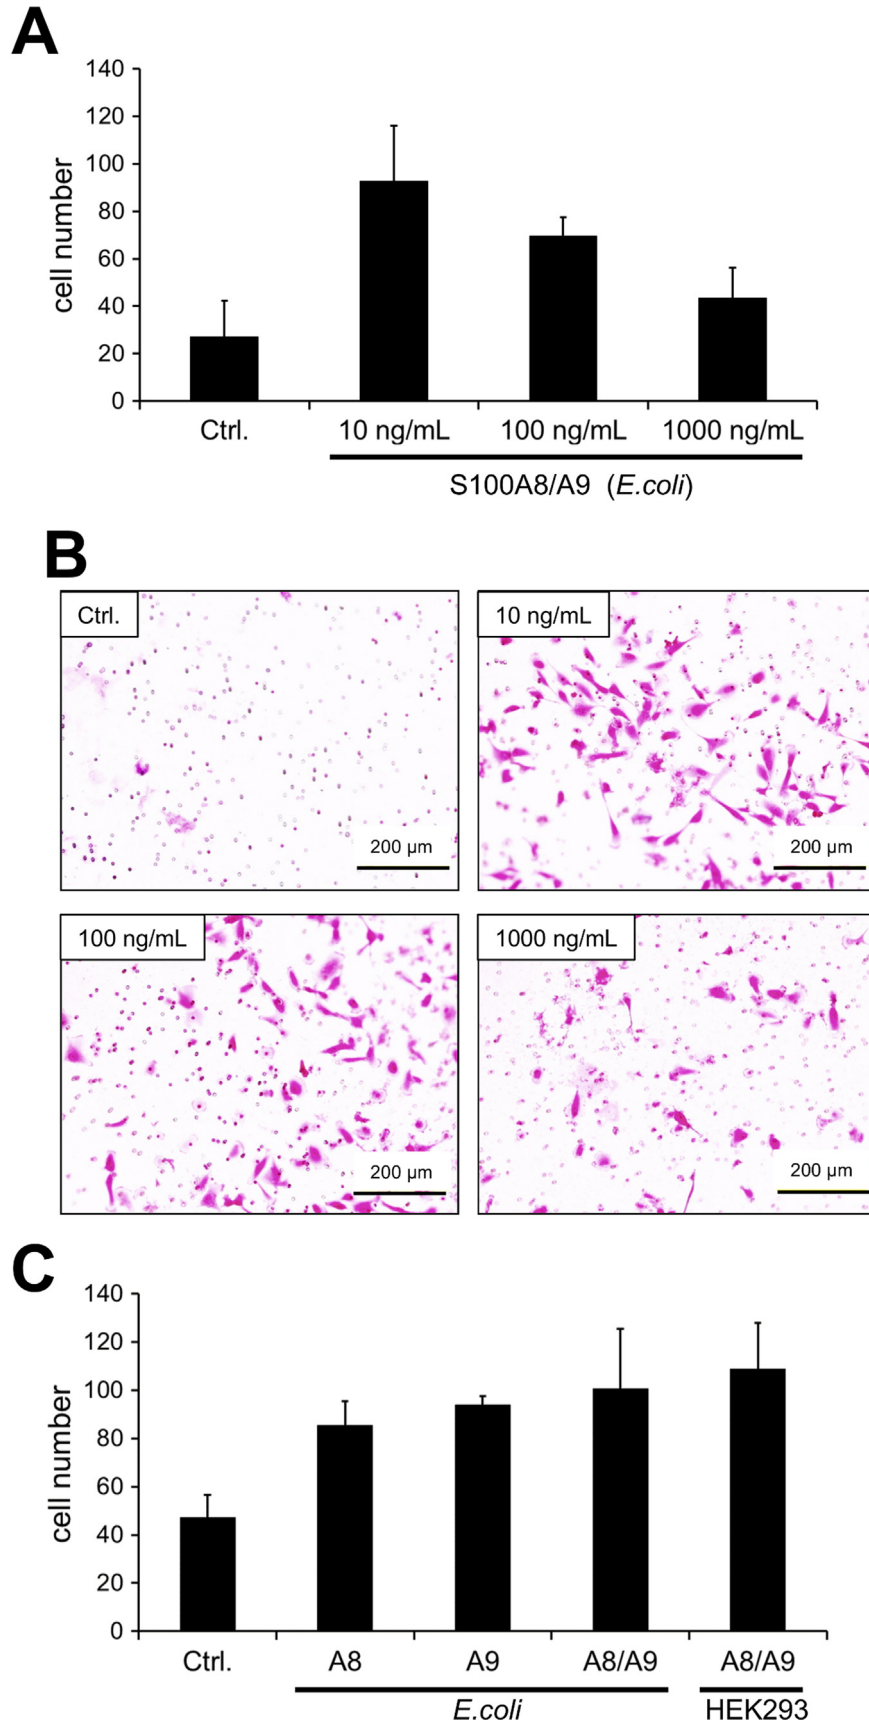 A
140
120
100
80
60
40
20
0
cell number
Ctrl. 10 ng/mL 100 ng/mL 1000 ng/mL
S100A8/A9 (E.coli)
B
Ctrl.
200 µm
10 ng/mL
200 µm
100 ng/mL
200 µm
1000 ng/mL
200 µm
C
140
120
100
80
60
40
20
0
cell number
Ctrl. A8 A9 A8/A9 A8/A9
E.coli HEK293